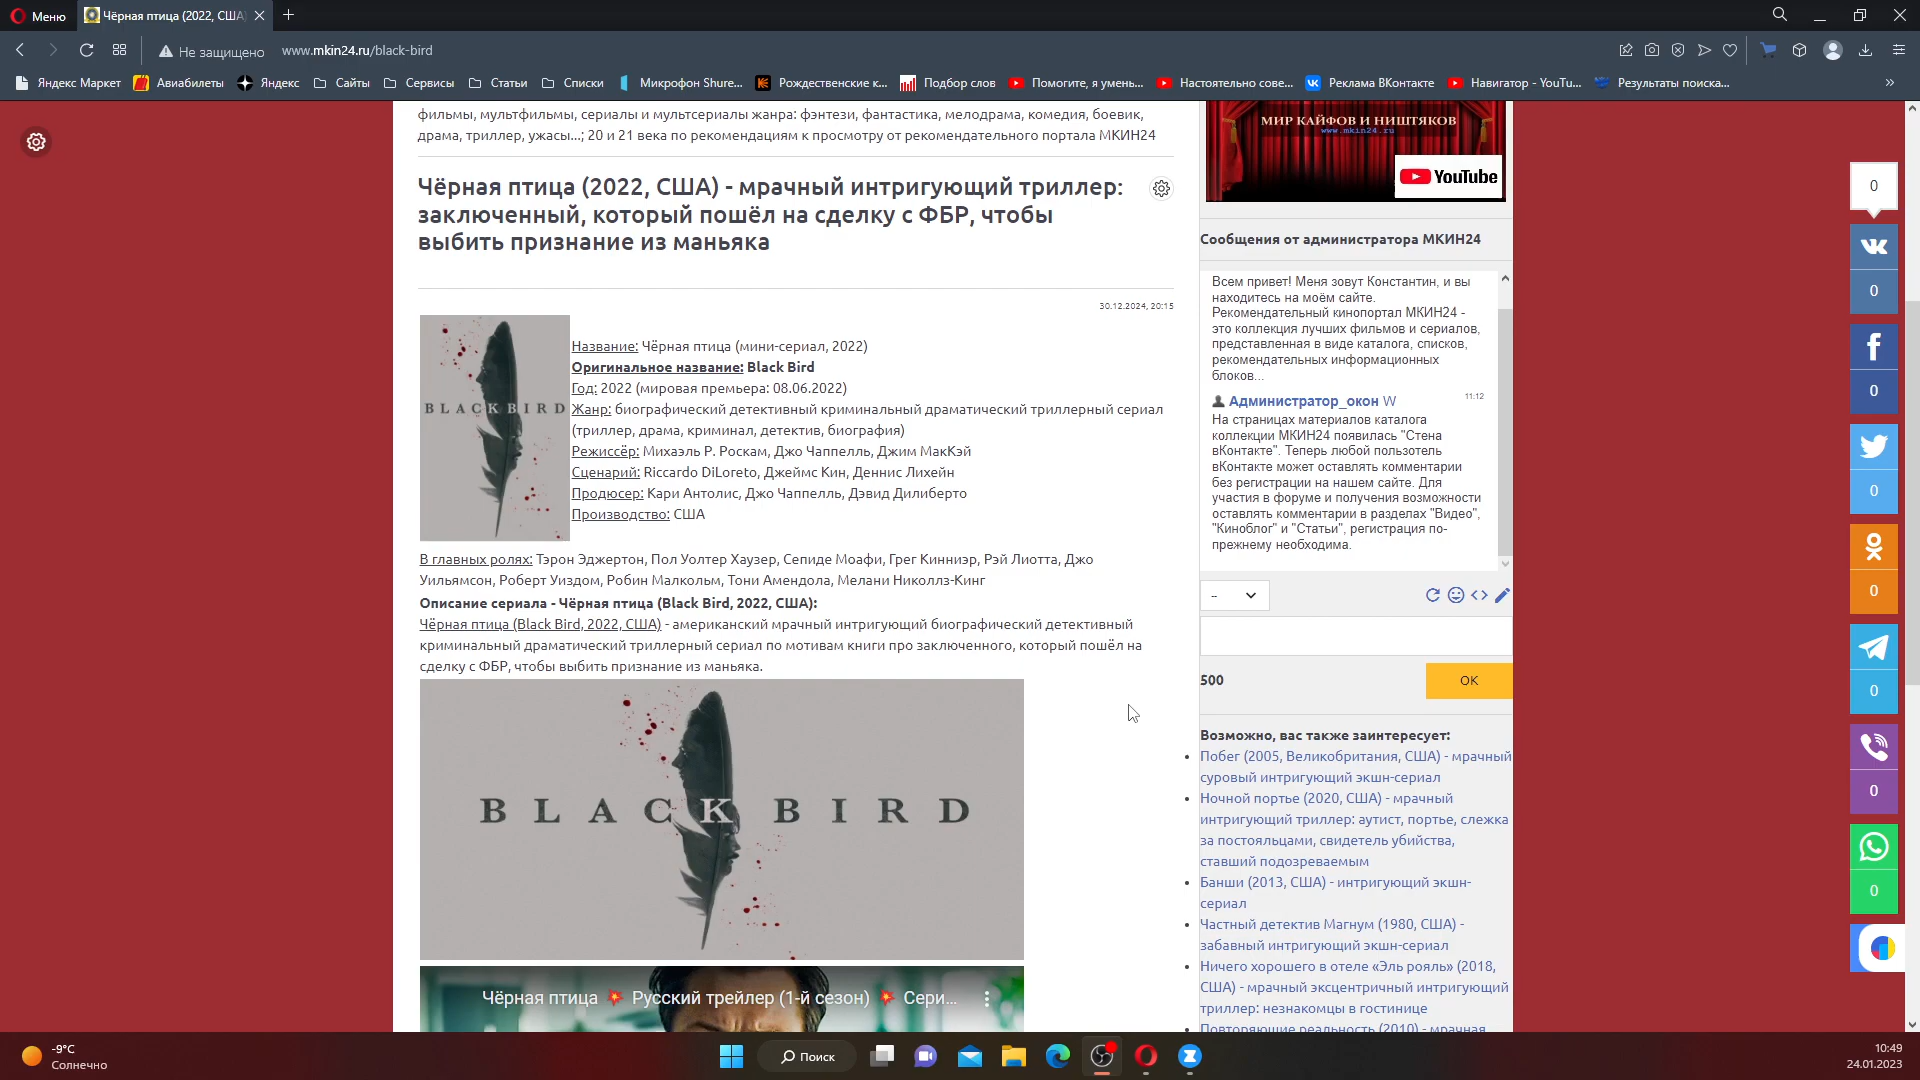 Меню
Чёрная птица (2022, США)
Не защищено
www.mkin24.ru/black-bird
Яндекс Маркет
Авиабилеты
Яндекс
Сайты
Сервисы
Статьи
Списки
Микрофон Shure...
Рождественские к...
Подбор слов
Помогите, я умень...
Настоятельно сове...
Реклама ВКонтакте
Навигатор - YouTu...
Результаты поиска...
фильмы, мультфильмы, сериалы и мультсериалы жанра: фэнтези, фантастика, мелодрама, комедия, боевик,
драма, триллер, ужасы...; 20 и 21 века по рекомендациям к просмотру от рекомендательного портала МКИН24
Чёрная птица (2022, США) - мрачный интригующий триллер:
заключенный, который пошёл на сделку с ФБР, чтобы
выбить признание из маньяка
30.12.2024, 20:15
BLACKBIRD
Название: Чёрная птица (мини-сериал, 2022)
Оригинальное название: Black Bird
Год: 2022 (мировая премьера: 08.06.2022)
Жанр: биографический детективный криминальный драматический триллерный сериал
(триллер, драма, криминал, детектив, биография)
Режиссёр: Михаэль Р. Роскам, Джо Чаппелль, Джим МакКэй
Сценарий: Riccardo DiLoreto, Джеймс Кин, Деннис Лихейн
Продюсер: Кари Антолис, Джо Чаппелль, Дэвид Дилиберто
Производство: США
В главных ролях: Тэрон Эджертон, Пол Уолтер Хаузер, Сепиде Моафи, Грег Кинниэр, Рэй Лиотта, Джо
Уильямсон, Роберт Уиздом, Робин Малкольм, Тони Амендола, Мелани Николлз-Кинг
Описание сериала - Чёрная птица (Black Bird, 2022, США):
Чёрная птица (Black Bird, 2022, США) - американский мрачный интригующий биографический детективный
криминальный драматический триллерный сериал по мотивам книги про заключенного, который пошёл на
сделку с ФБР, чтобы выбить признание из маньяка.
BLACK BIRD
Чёрная птица 💥 Русский трейлер (1-й сезон) 💥 Сери...
МИР КАЙФОВ И НИШТЯКОВ
www.mkin24.ru
YouTube
Сообщения от администратора МКИН24
Всем привет! Меня зовут Константин, и вы
находитесь на моём сайте.
Рекомендательный кинопортал МКИН24 -
это коллекция лучших фильмов и сериалов,
представленная в виде каталога, списков,
рекомендательных информационных
блоков...
Администратор_окон W
11:12
На страницах материалов каталога
коллекции МКИН24 появилась "Стена
вКонтакте". Теперь любой пользотель
вКонтакте может оставлять комментарии
без регистрации на нашем сайте. Для
участия в форуме и получения возможности
оставлять комментарии в разделах "Видео",
"Киноблог" и "Статьи", регистрация по-
прежнему необходима.
--
500
OK
Возможно, вас также заинтересует:
Побег (2005, Великобритания, США) - мрачный
суровый интригующий экшн-сериал
Ночной портье (2020, США) - мрачный
интригующий триллер: аутист, портье, слежка
за постояльцами, свидетель убийства,
ставший подозреваемым
Банши (2013, США) - интригующий экшн-
сериал
Частный детектив Магнум (1980, США) -
забавный интригующий экшн-сериал
Ничего хорошего в отеле «Эль рояль» (2018,
США) - мрачный эксцентричный интригующий
триллер: незнакомцы в гостинице
Повторяющие реальность (2010) - мрачная
0
0
0
0
0
0
0
0
-9°C
Солнечно
Поиск
10:49
24.01.2023